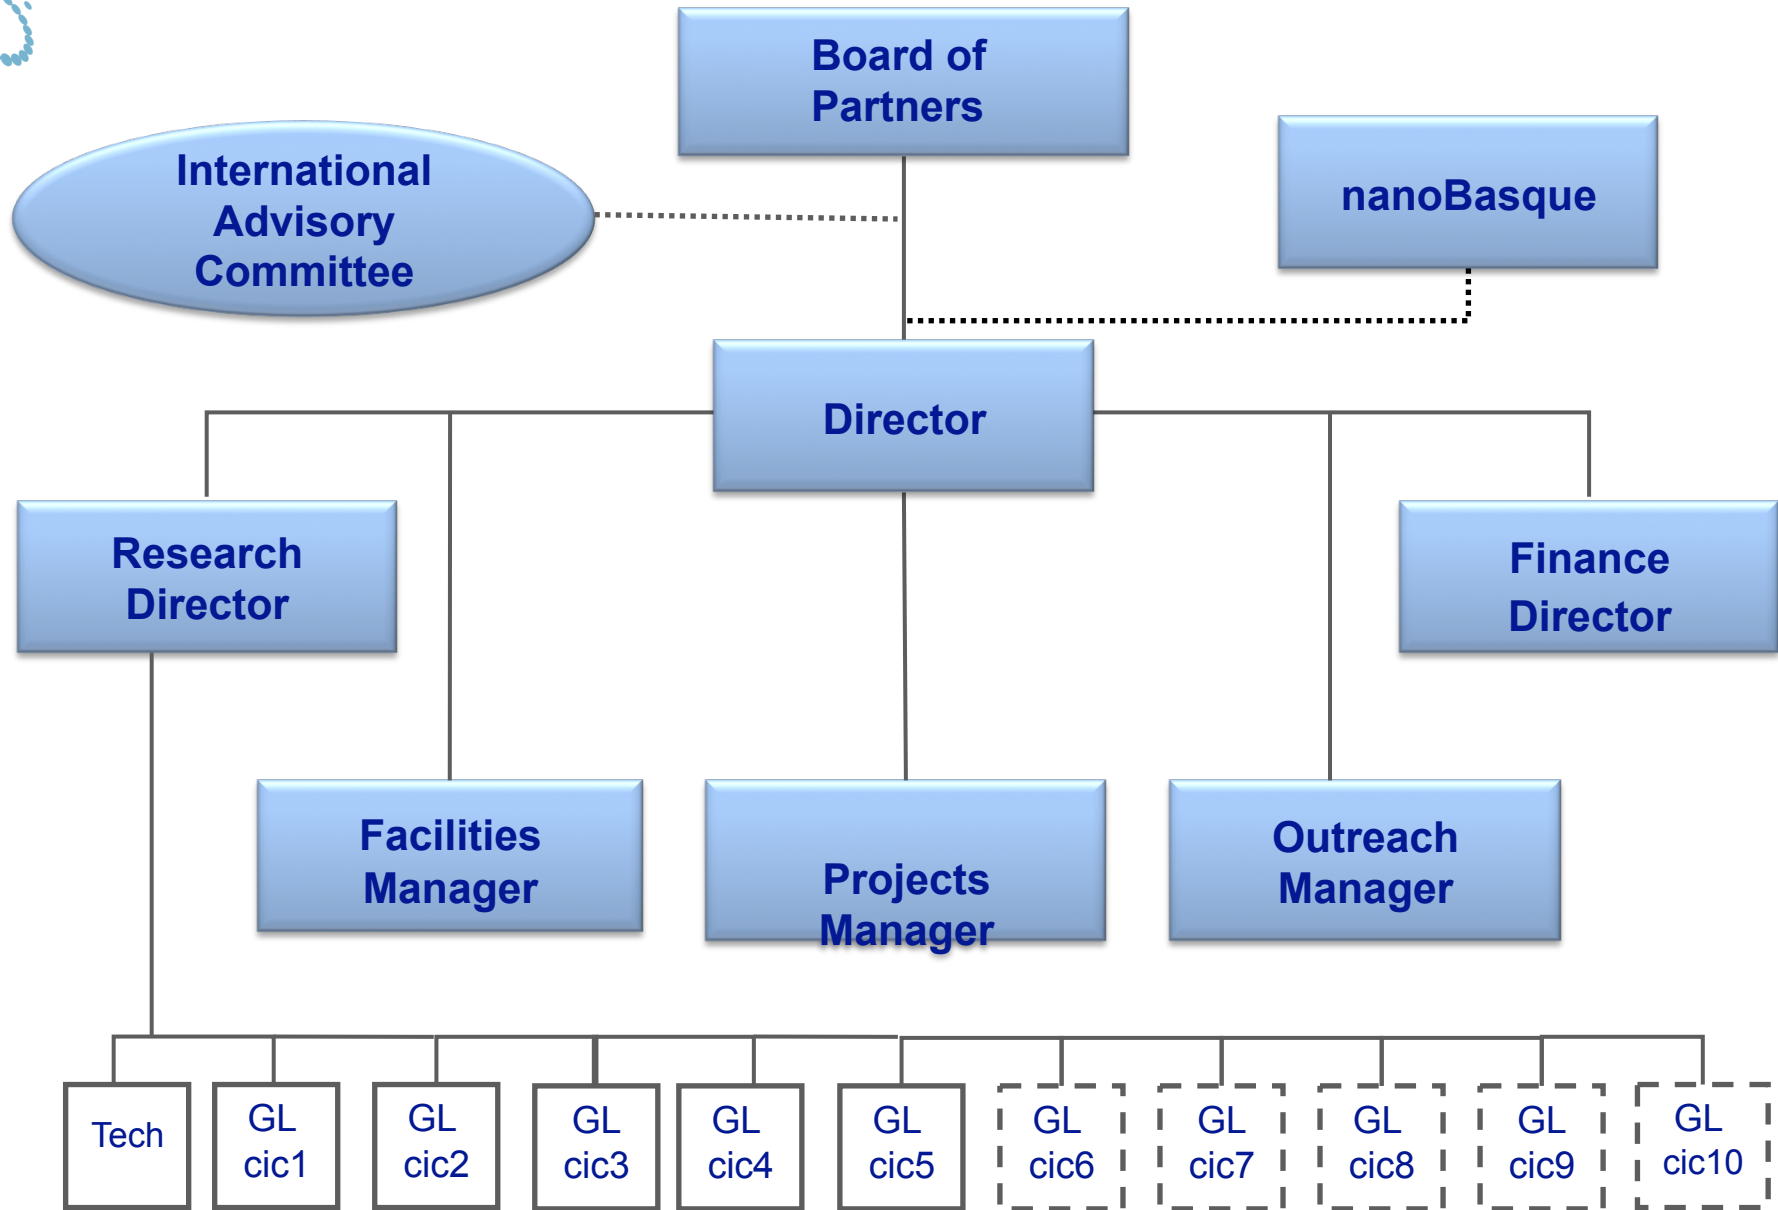 Board of
Partners
International
Advisory
Committee
nanoBasque
Director
Research
Director
Finance
Director
Facilities
Manager
Projects
Manager
Outreach
Manager
Tech
GL
cic1
GL
cic2
GL
cic3
GL
cic4
GL
cic5
GL
cic6
GL
cic7
GL
cic8
GL
cic9
GL
cic10